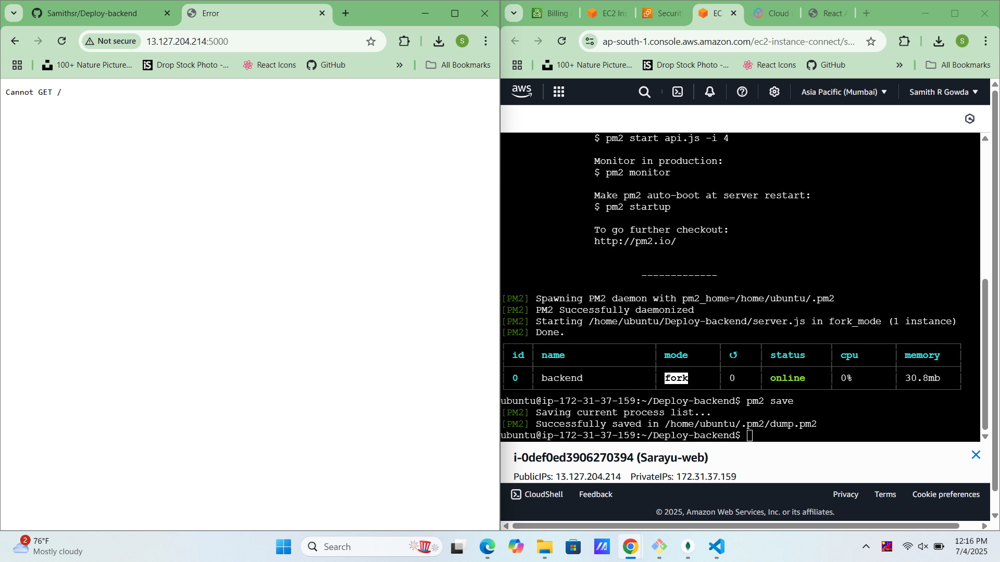 Samithsr/Deploy-backend
Error
Not secure
13.127.204.214:5000
S
100+ Nature Picture...
iS Drop Stock Photo -...
React Icons
GitHub
All Bookmarks
Cannot GET /
Billing
EC2 Ins
Securit
EC
Cloud
React
ap-south-1.console.aws.amazon.com/ec2-instance-connect/s...
S
100+ Nature Picture...
iS Drop Stock Photo -...
React Icons
GitHub
All Bookmarks
aws
Asia Pacific (Mumbai)
Samith R Gowda
$ pm2 start api.js -i 4
Monitor in production:
$ pm2 monitor
Make pm2 auto-boot at server restart:
$ pm2 startup
To go further checkout:
http://pm2.io/
-------------
[PM2] Spawning PM2 daemon with pm2_home=/home/ubuntu/.pm2
[PM2] PM2 Successfully daemonized
[PM2] Starting /home/ubuntu/Deploy-backend/server.js in fork_mode (1 instance)
[PM2] Done.
id name mode ↺ status cpu memory
0 backend fork 0 online 0% 30.8mb
ubuntu@ip-172-31-37-159:~/Deploy-backend$ pm2 save
[PM2] Saving current process list...
[PM2] Successfully saved in /home/ubuntu/.pm2/dump.pm2
ubuntu@ip-172-31-37-159:~/Deploy-backend$
i-0def0ed3906270394 (Sarayu-web)
PublicIPs: 13.127.204.214 PrivateIPs: 172.31.37.159
CloudShell Feedback Privacy Terms Cookie preferences
© 2025, Amazon Web Services, Inc. or its affiliates.
2
76°F
Mostly cloudy
Search
12:16 PM
7/4/2025